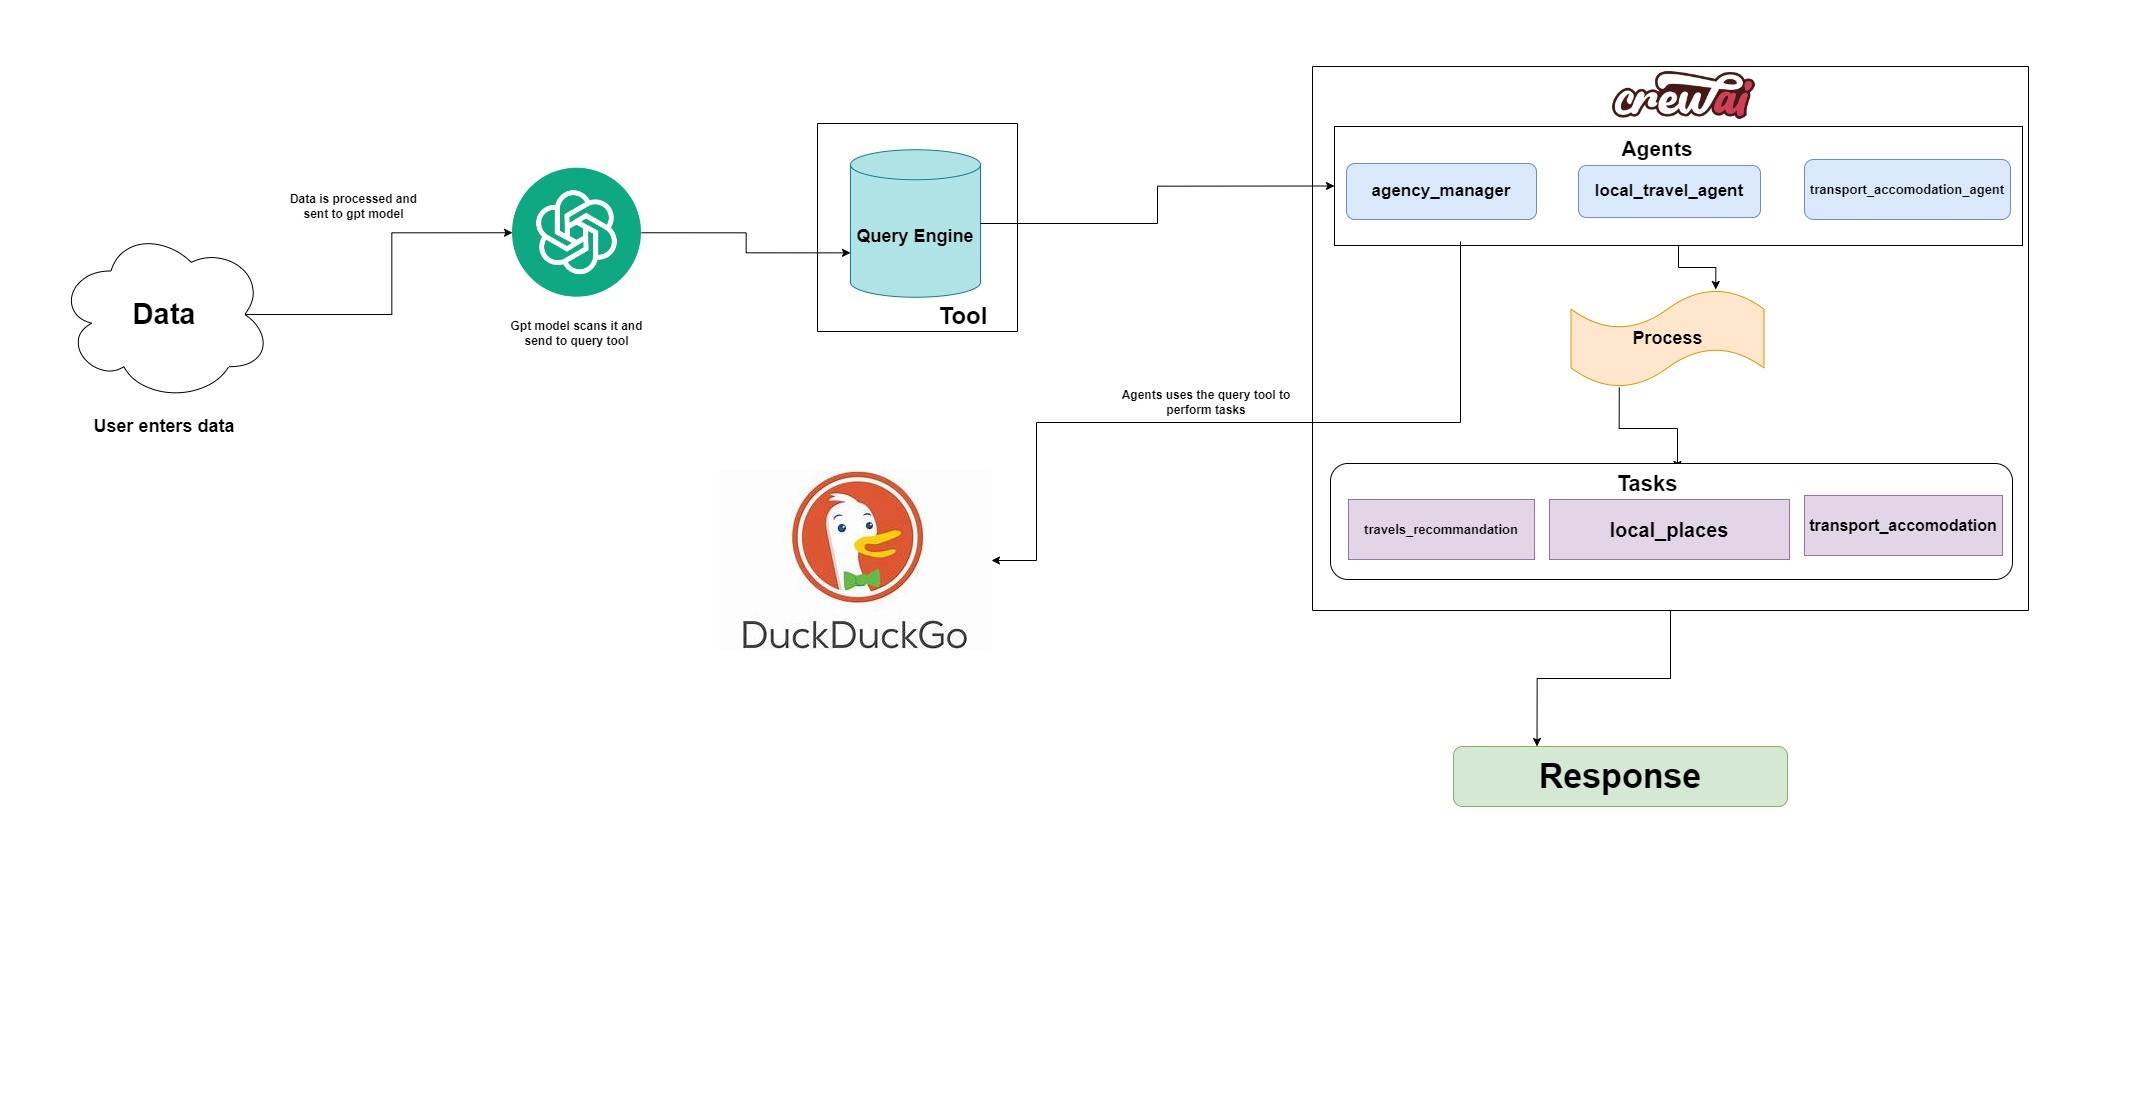 crewai
Agents
agency_manager
local_travel_agent
transport_accomodation_agent
Data is processed and
sent to gpt model
Query Engine
Tool
Data
Gpt model scans it and
send to query tool
Process
User enters data
Agents uses the query tool to
perform tasks
Tasks
travels_recommandation
local_places
transport_accomodation
DuckDuckGo
Response